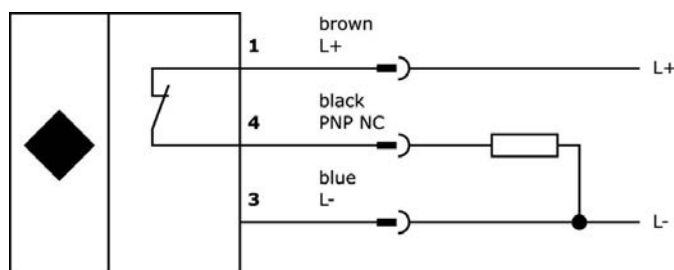 brown
1 L+ L+
black
4 PNP NC
blue
3 L- L-